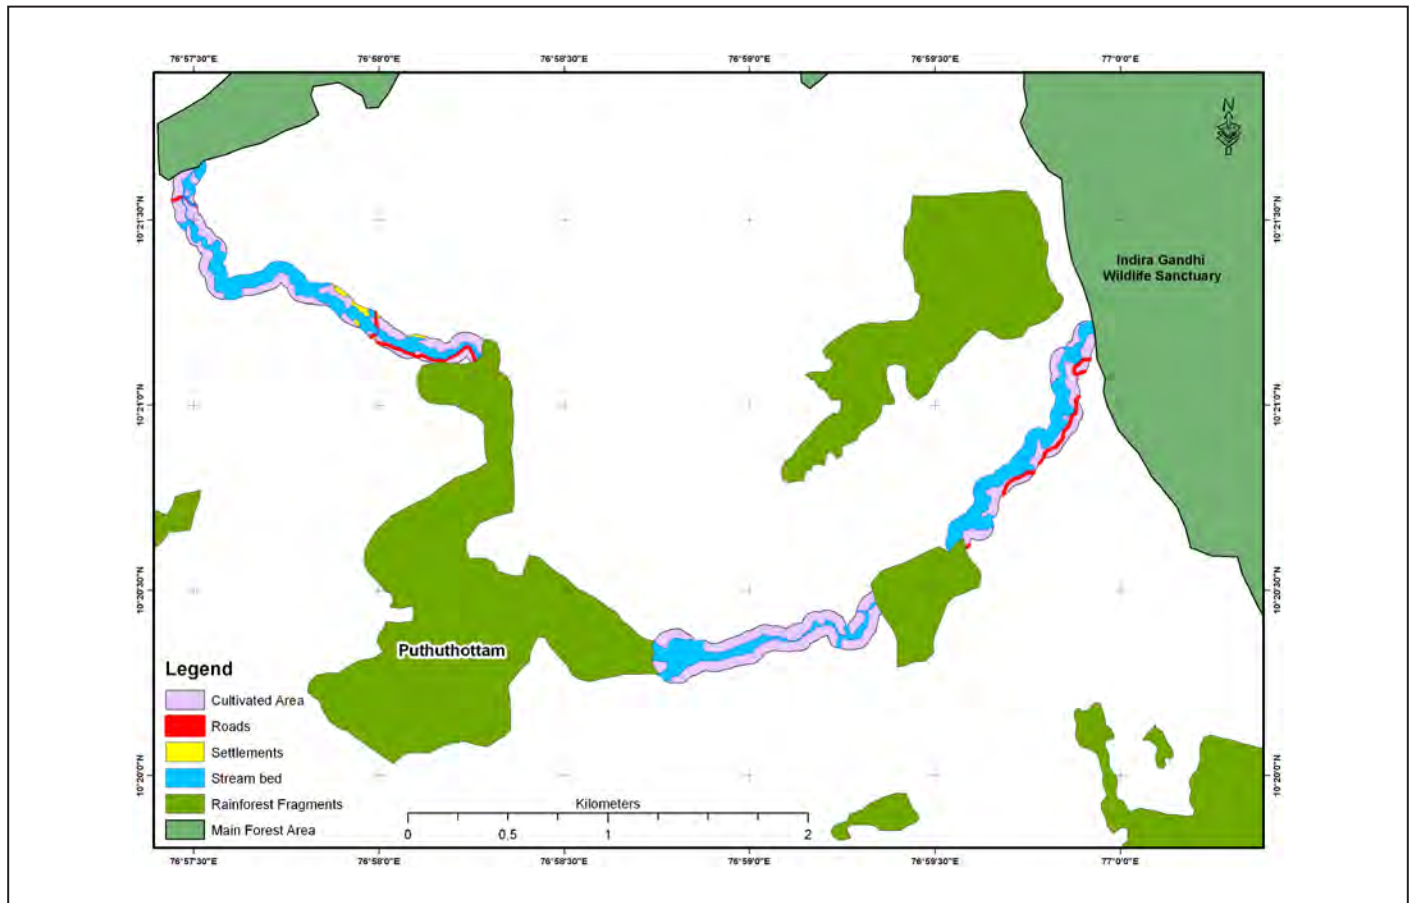 76°57'30"E 76°58'0"E 76°58'30"E 76°59'0"E 76°59'30"E 77°0'0"E
N
10°21'30"N 10°21'30"N
Indira Gandhi
Wildlife Sanctuary
10°21'0"N 10°21'0"N
10°20'30"N 10°20'30"N
Puthuthottam
Legend
Cultivated Area
Roads
Settlements
Stream bed
Rainforest Fragments
Main Forest Area
10°20'0"N 10°20'0"N
Kilometers
0 0.5 1 2
76°57'30"E 76°58'0"E 76°58'30"E 76°59'0"E 76°59'30"E 77°0'0"E